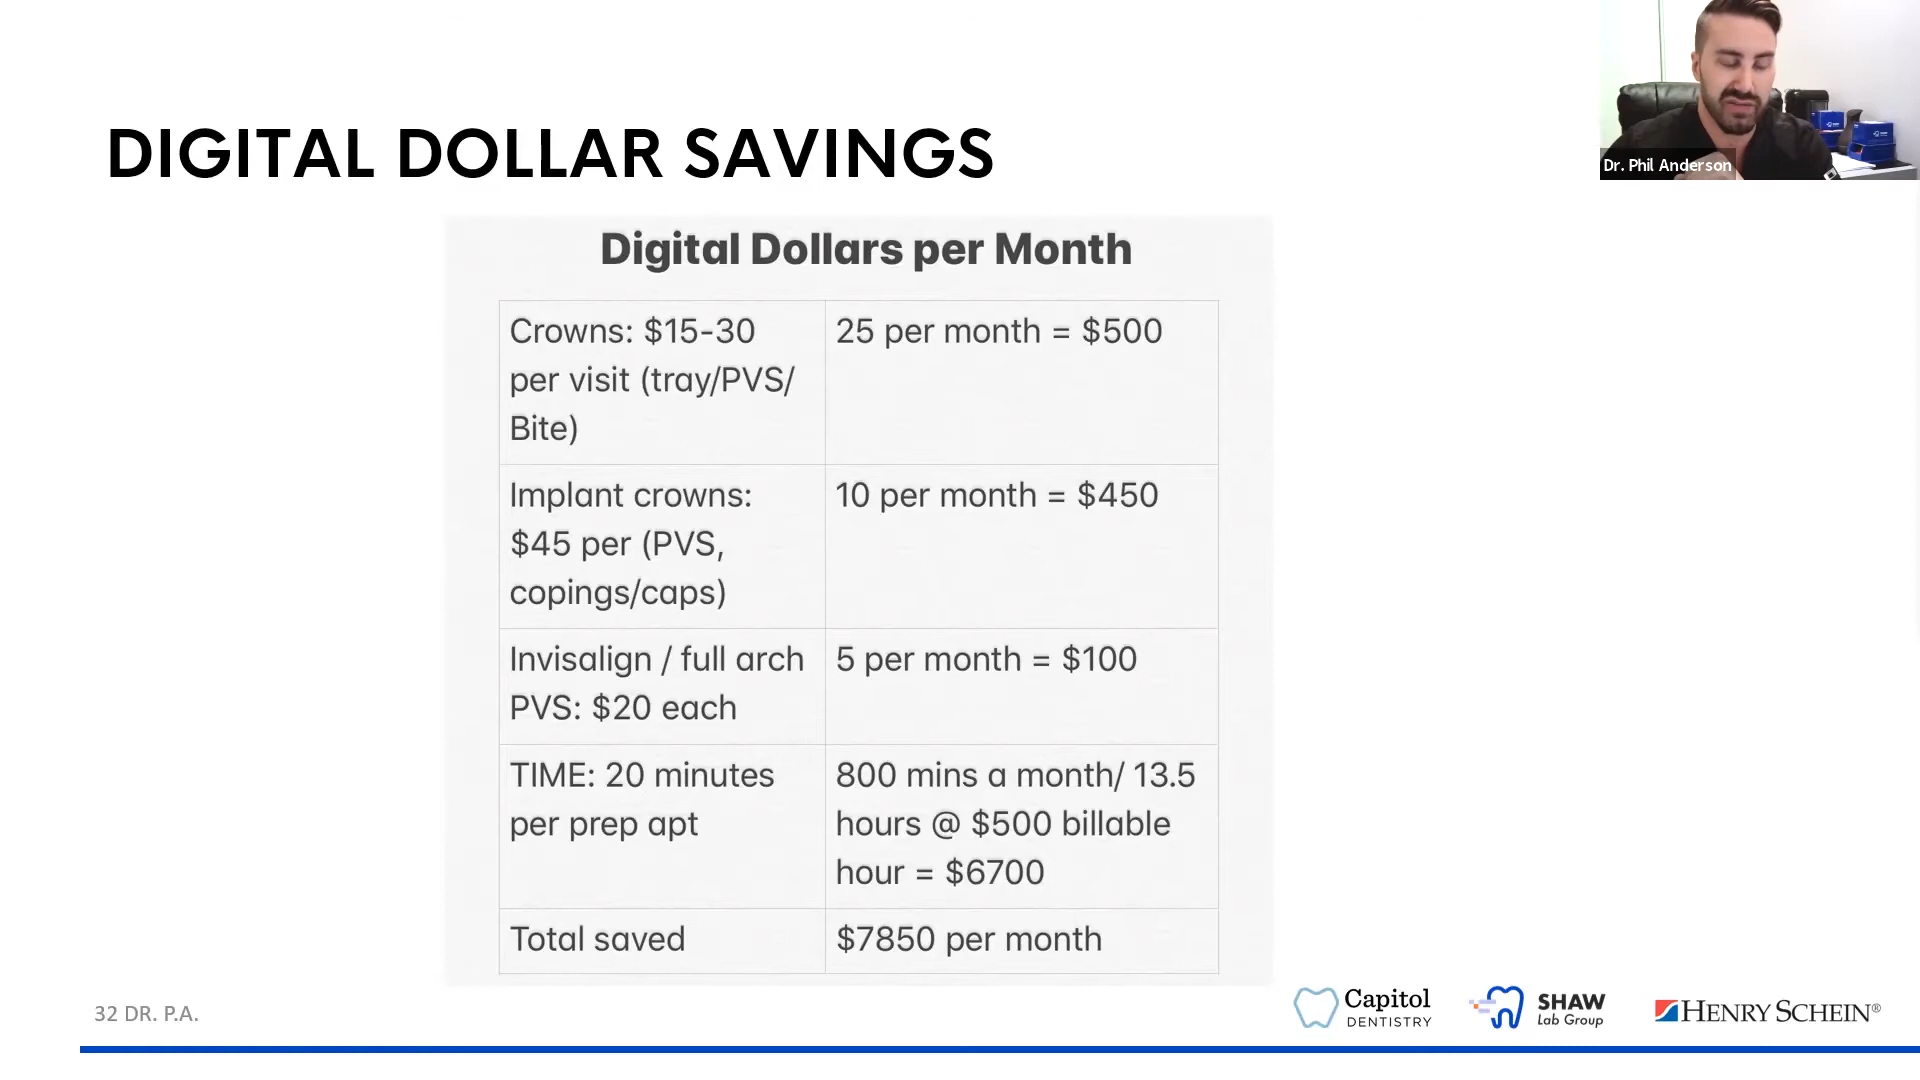 DIGITAL DOLLAR SAVINGS
Dr. Phil Anderson
Digital Dollars per Month
Crowns: $15-30
per visit (tray/PVS/
Bite)
25 per month = $500
Implant crowns:
$45 per (PVS,
copings/caps)
10 per month = $450
Invisalign / full arch
PVS: $20 each
5 per month = $100
TIME: 20 minutes
per prep apt
800 mins a month/ 13.5
hours @ $500 billable
hour = $6700
Total saved
$7850 per month
32 DR. P.A.
Capitol
DENTISTRY
SHAW
Lab Group
HENRY SCHEIN®